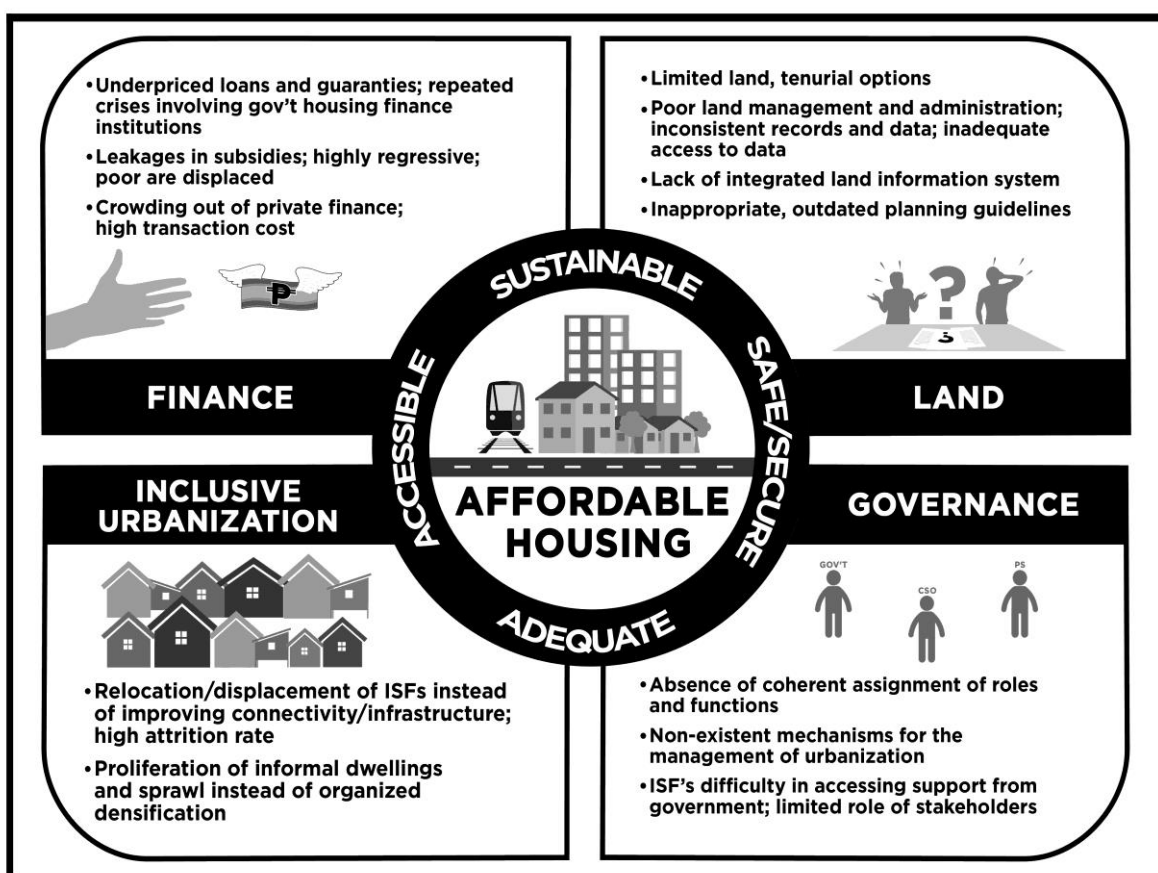 • Underpriced loans and guaranties; repeated
crises involving gov't housing finance
institutions
• Leakages in subsidies; highly regressive;
poor are displaced
• Crowding out of private finance;
high transaction cost
P
FINANCE
• Limited land, tenurial options
• Poor land management and administration;
inconsistent records and data; inadequate
access to data
• Lack of integrated land information system
• Inappropriate, outdated planning guidelines
?
?
LAND
SUSTAINABLE
ACCESSIBLE
SAFE/SECURE
ADEQUATE
AFFORDABLE
HOUSING
INCLUSIVE
URBANIZATION
• Relocation/displacement of ISFs instead
of improving connectivity/infrastructure;
high attrition rate
• Proliferation of informal dwellings
and sprawl instead of organized
densification
GOVERNANCE
GOV'T
CSO
PS
• Absence of coherent assignment of roles
and functions
• Non-existent mechanisms for the
management of urbanization
• ISF's difficulty in accessing support from
government; limited role of stakeholders